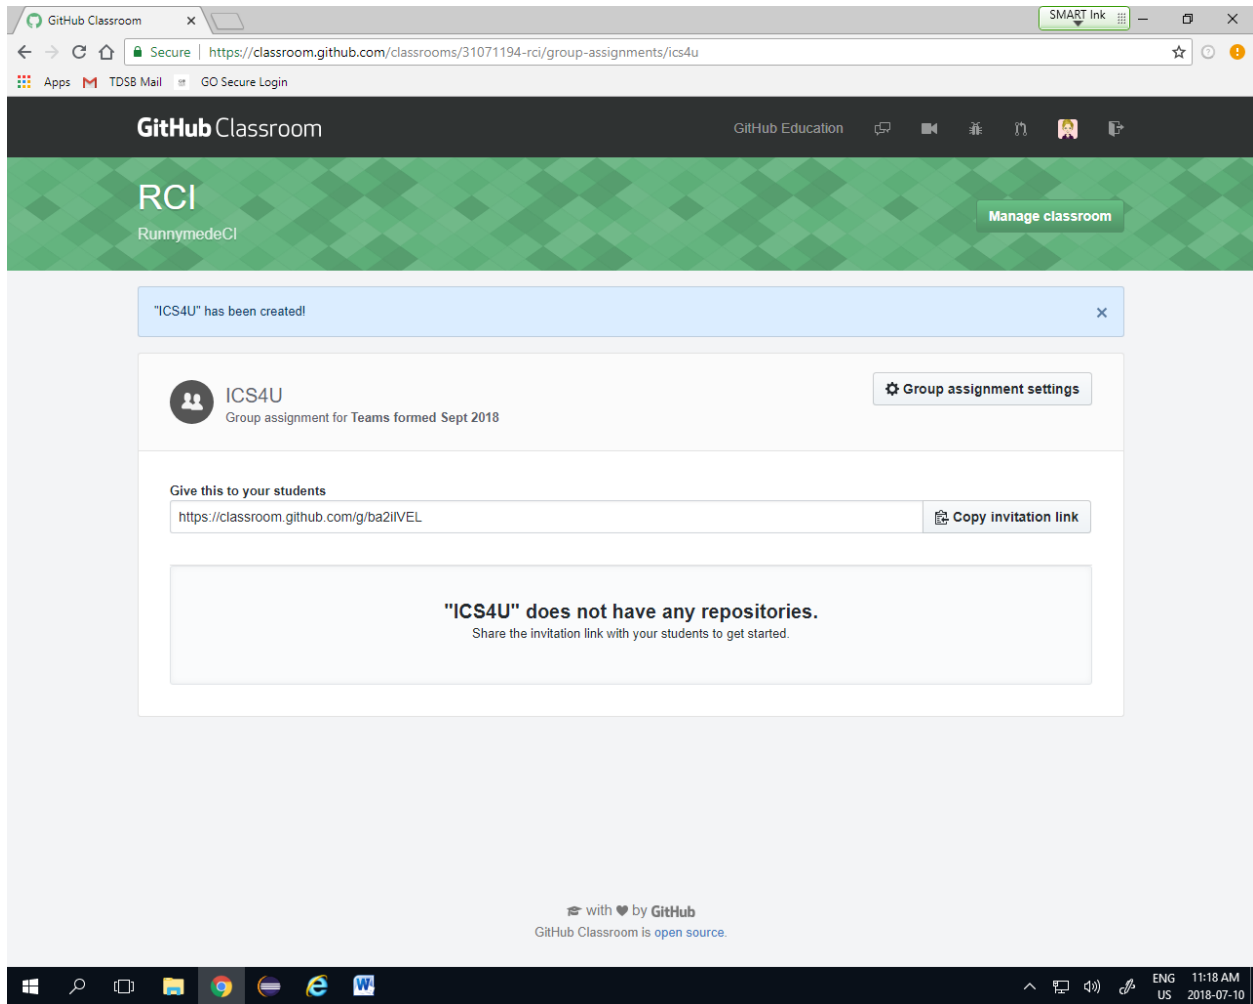 GitHub Classroom
SMART Ink
Secure https://classroom.github.com/classrooms/31071194-rci/group-assignments/ics4u
Apps TDSB Mail GO Secure Login
GitHub Classroom GitHub Education
RCI
RunnymedeCI
Manage classroom
"ICS4U" has been created!
ICS4U
Group assignment for Teams formed Sept 2018
Group assignment settings
Give this to your students
https://classroom.github.com/g/ba2iIVEL
Copy invitation link
"ICS4U" does not have any repositories.
Share the invitation link with your students to get started.
with by GitHub
GitHub Classroom is open source.
ENG 11:18 AM
US 2018-07-10